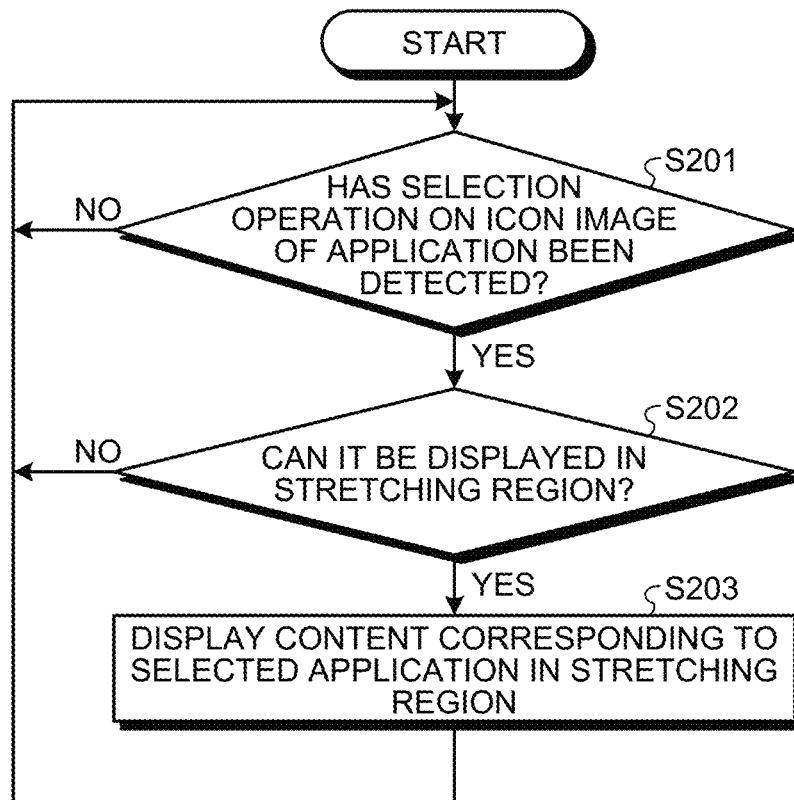 START
S201
HAS SELECTION
OPERATION ON ICON IMAGE
OF APPLICATION BEEN
DETECTED?
NO
YES
S202
CAN IT BE DISPLAYED IN
STRETCHING REGION?
NO
YES
S203
DISPLAY CONTENT CORRESPONDING TO
SELECTED APPLICATION IN STRETCHING
REGION